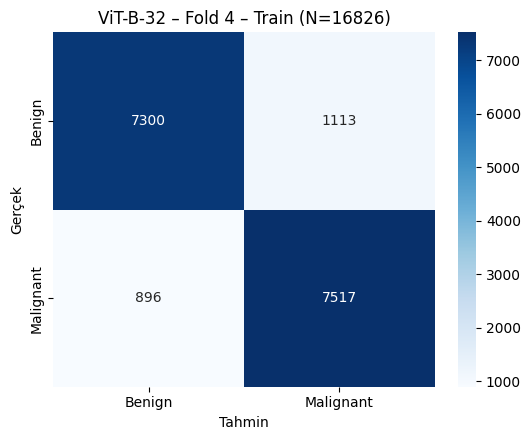 ViT-B-32 – Fold 4 – Train (N=16826)
Gerçek
Benign
Malignant
7300
1113
896
7517
Benign
Malignant
Tahmin
7000
6000
5000
4000
3000
2000
1000